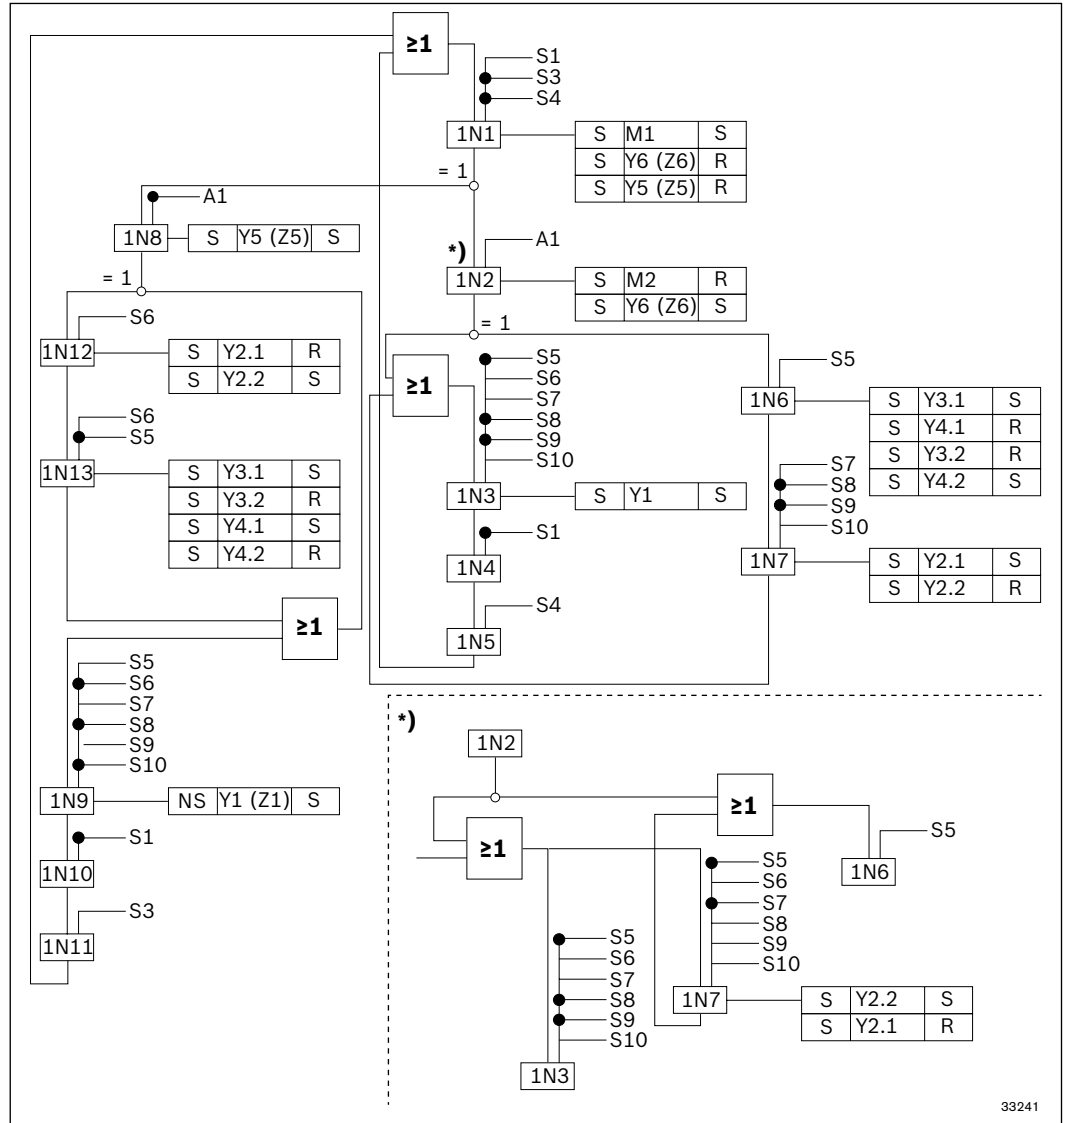 ≥1
S1
S3
S4
1N1
S M1 S
S Y6 (Z6) R
S Y5 (Z5) R
= 1
A1
1N8
S Y5 (Z5) S
*)
A1
1N2
S M2 R
S Y6 (Z6) S
= 1
= 1
S6
1N12
S Y2.1 R
S Y2.2 S
S6
S5
1N13
S Y3.1 S
S Y3.2 R
S Y4.1 S
S Y4.2 R
≥1
≥1
S5
S6
S7
S8
S9
S10
1N3
S Y1 S
S1
1N4
S4
1N5
S5
1N6
S Y3.1 S
S Y4.1 R
S Y3.2 R
S Y4.2 S
S7
S8
S9
S10
1N7
S Y2.1 S
S Y2.2 R
S5
S6
S7
S8
S9
S10
1N9
NS Y1 (Z1) S
S1
1N10
S3
1N11
*)
1N2
≥1
≥1
S5
1N6
S5
S6
S7
S8
S9
S10
1N7
S Y2.2 S
S Y2.1 R
S5
S6
S7
S8
S9
S10
1N3
33241